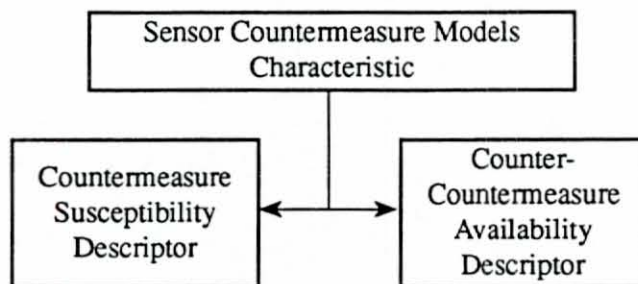 Sensor Countermeasure Models
Characteristic
Countermeasure
Susceptibility
Descriptor
Counter-
Countermeasure
Availability
Descriptor